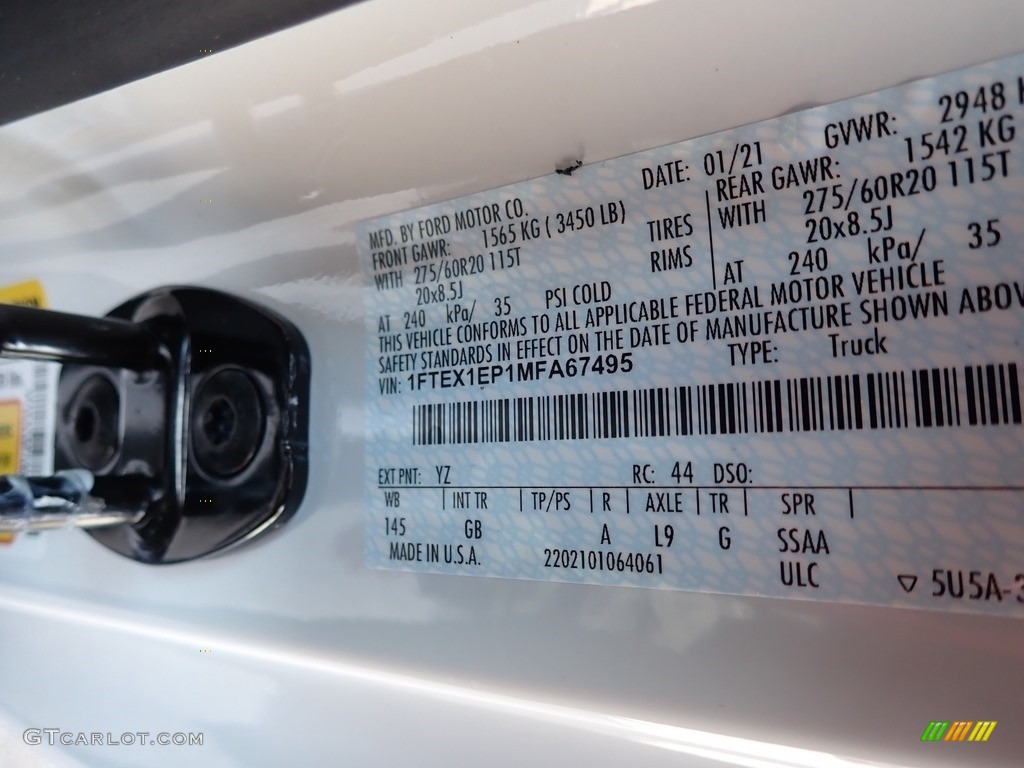 MFD. BY FORD MOTOR CO.
DATE: 01/21
GVWR: 2948
FRONT GAWR: 1565 KG ( 3450 LB)
REAR GAWR: 1542 KG
WITH 275/60R20 115T
TIRES
WITH 275/60R20 115T
20x8.5J
RIMS
20x8.5J
AT 240 kPa/ 35 PSI COLD
AT 240 kPa/ 35
THIS VEHICLE CONFORMS TO ALL APPLICABLE FEDERAL MOTOR VEHICLE
SAFETY STANDARDS IN EFFECT ON THE DATE OF MANUFACTURE SHOWN ABOV
VIN: 1FTEX1EP1MFA67495
TYPE: Truck
EXT PNT: YZ
RC: 44 DSO:
WB | INT TR | TP/PS | R | AXLE | TR | SPR |
145 GB A L9 G SSAA
MADE IN U.S.A. 2202101064061 ULC
▽ 5U5A-3
GTCARLOT.COM